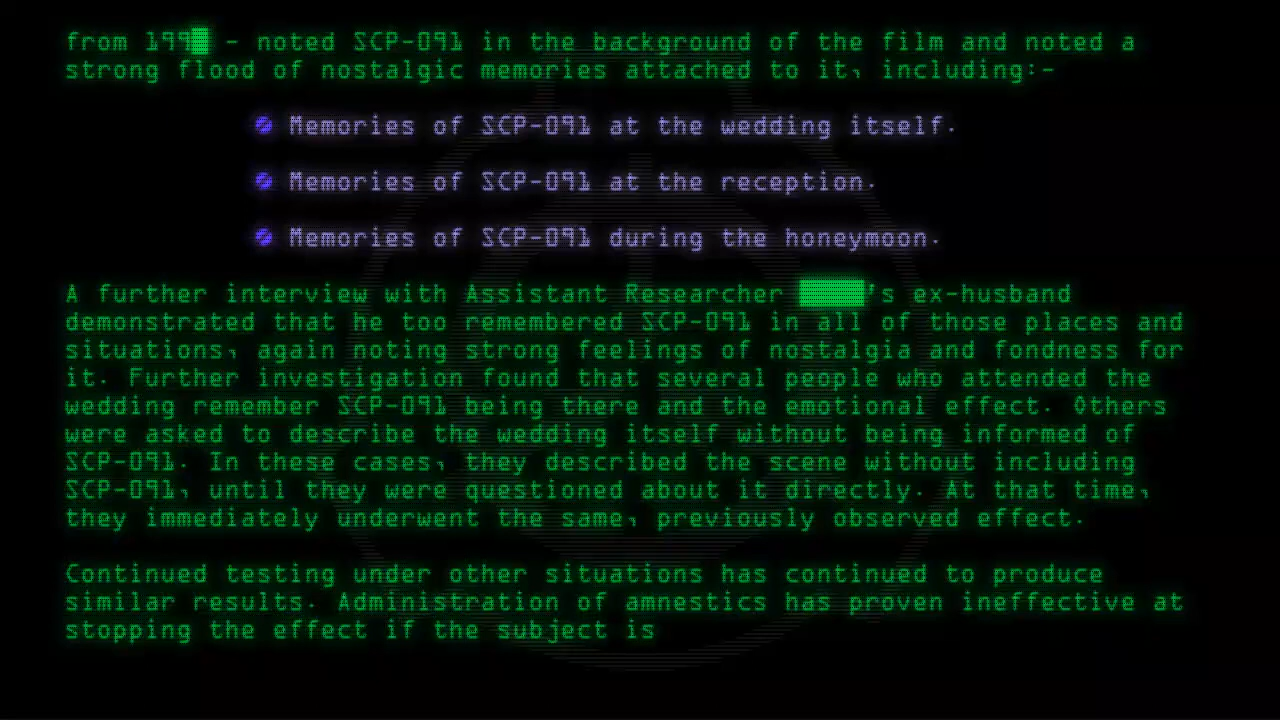 from 199█ - noted SCP-091 in the background of the film and noted a
strong flood of nostalgic memories attached to it, including:-
● Memories of SCP-091 at the wedding itself.
● Memories of SCP-091 at the reception.
● Memories of SCP-091 during the honeymoon.
A further interview with Assistant Researcher ████'s ex-husband
demonstrated that he too remembered SCP-091 in all of those places and
situations, again noting strong feelings of nostalgia and fondness for
it. Further investigation found that several people who attended the
wedding remember SCP-091 being there and the emotional effect. Others
were asked to describe the wedding itself without being informed of
SCP-091. In these cases, they described the scene without including
SCP-091, until they were questioned about it directly. At that time,
they immediately underwent the same, previously observed effect.
Continued testing under other situations has continued to produce
similar results. Administration of amnestics has proven ineffective at
stopping the effect if the subject is